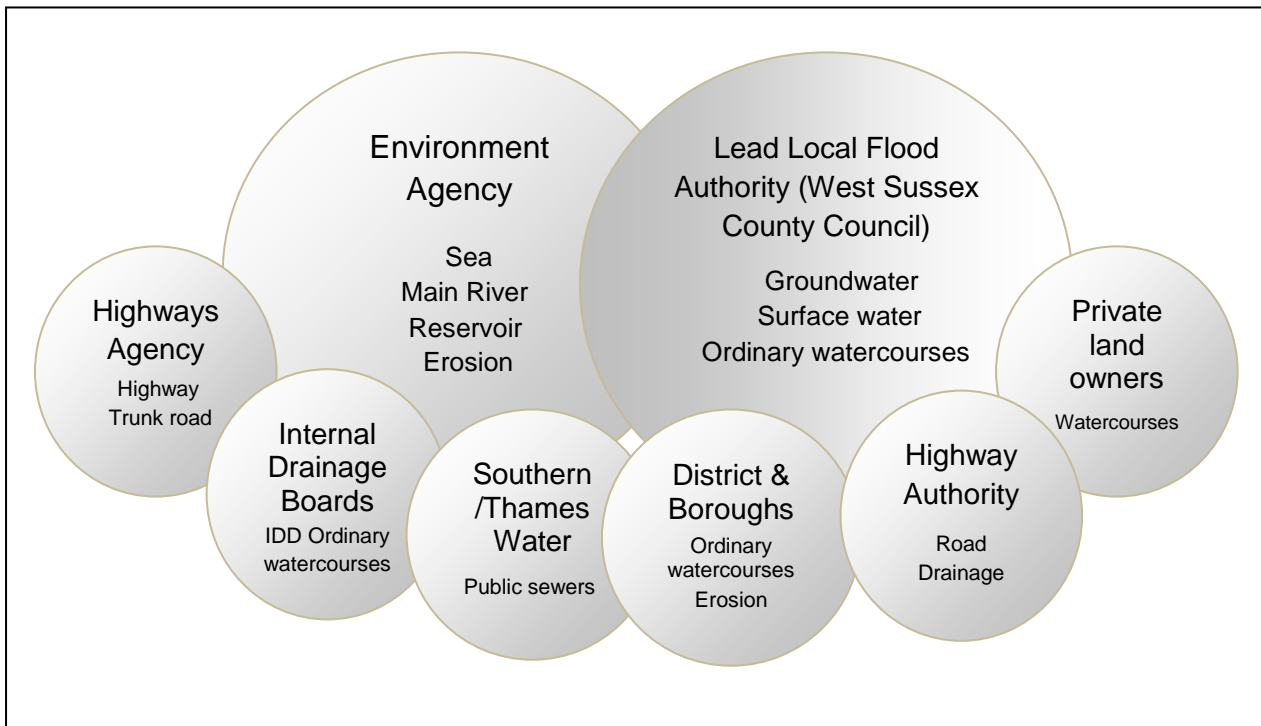 Environment
Agency
Sea
Main River
Reservoir
Erosion
Lead Local Flood
Authority (West Sussex
County Council)
Groundwater
Surface water
Ordinary watercourses
Highways
Agency
Highway
Trunk road
Internal
Drainage
Boards
IDD Ordinary
watercourses
Southern
/Thames
Water
Public sewers
District &
Boroughs
Ordinary
watercourses
Erosion
Highway
Authority
Road
Drainage
Private
land
owners
Watercourses